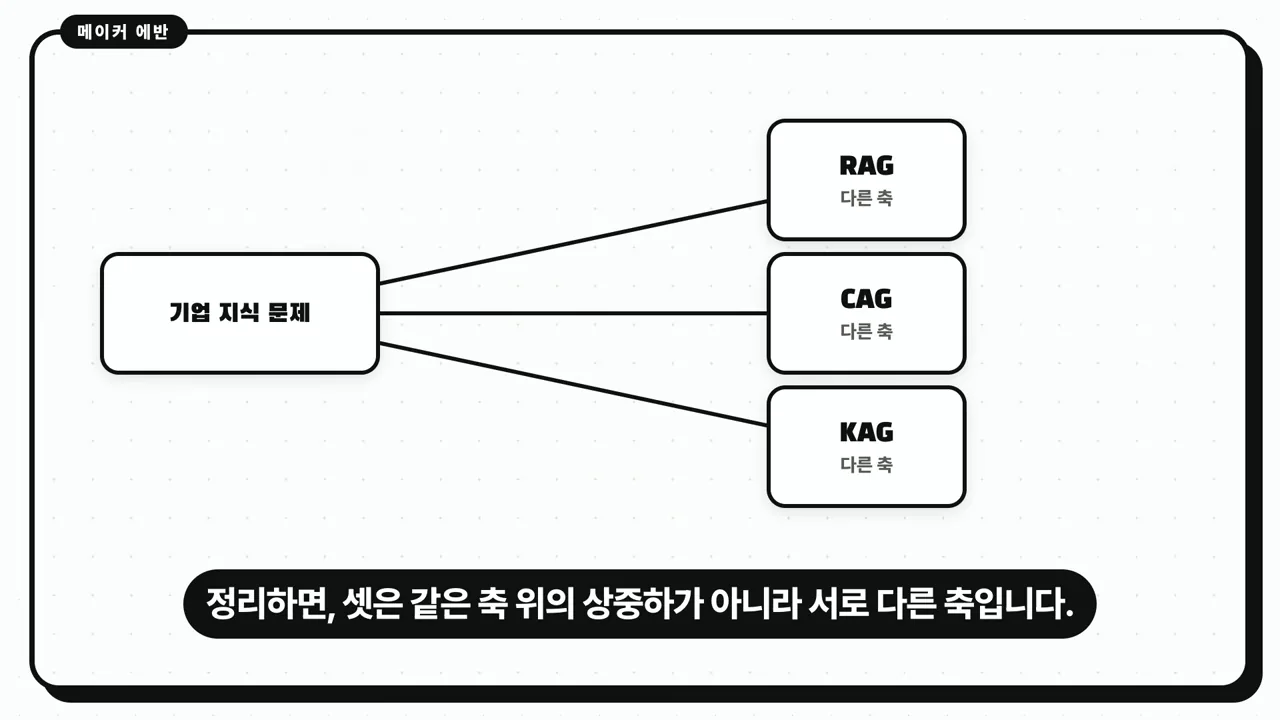 메이커 에반
기업 지식 문제
RAG
다른 축
CAG
다른 축
KAG
다른 축
정리하면, 셋은 같은 축 위의 상중하가 아니라 서로 다른 축입니다.